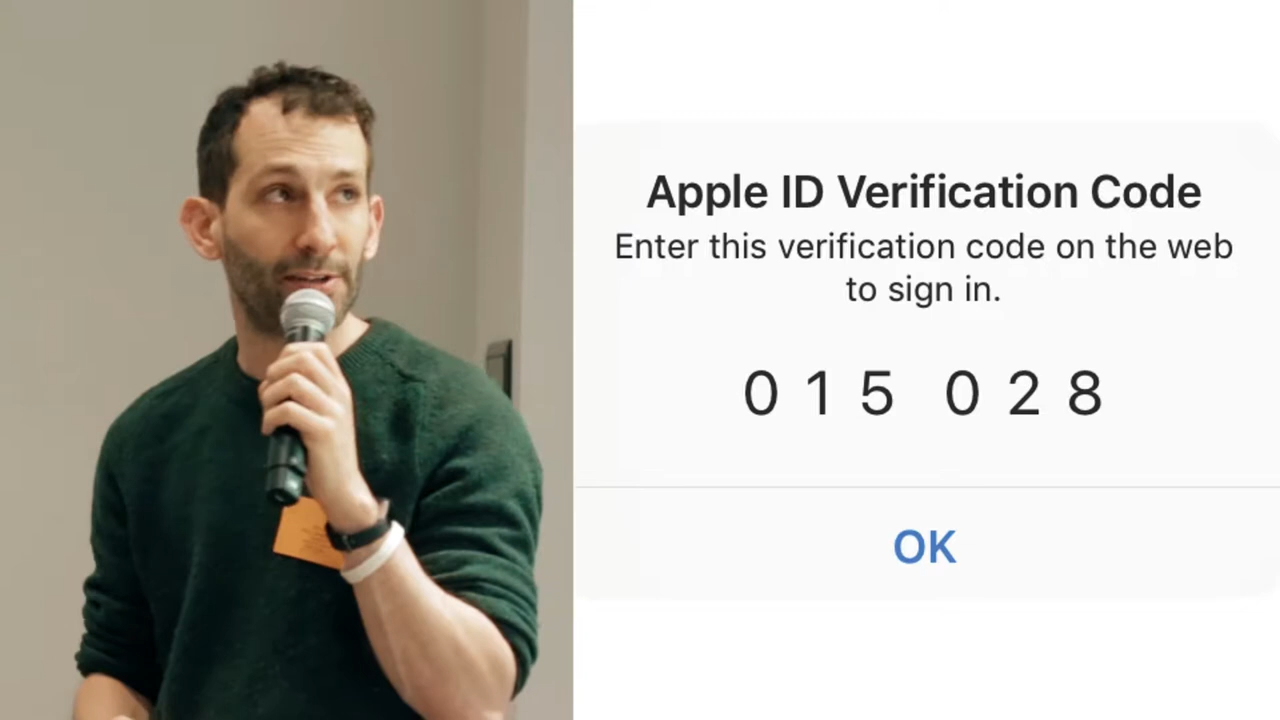 Apple ID Verification Code
Enter this verification code on the web
to sign in.
015 028
OK